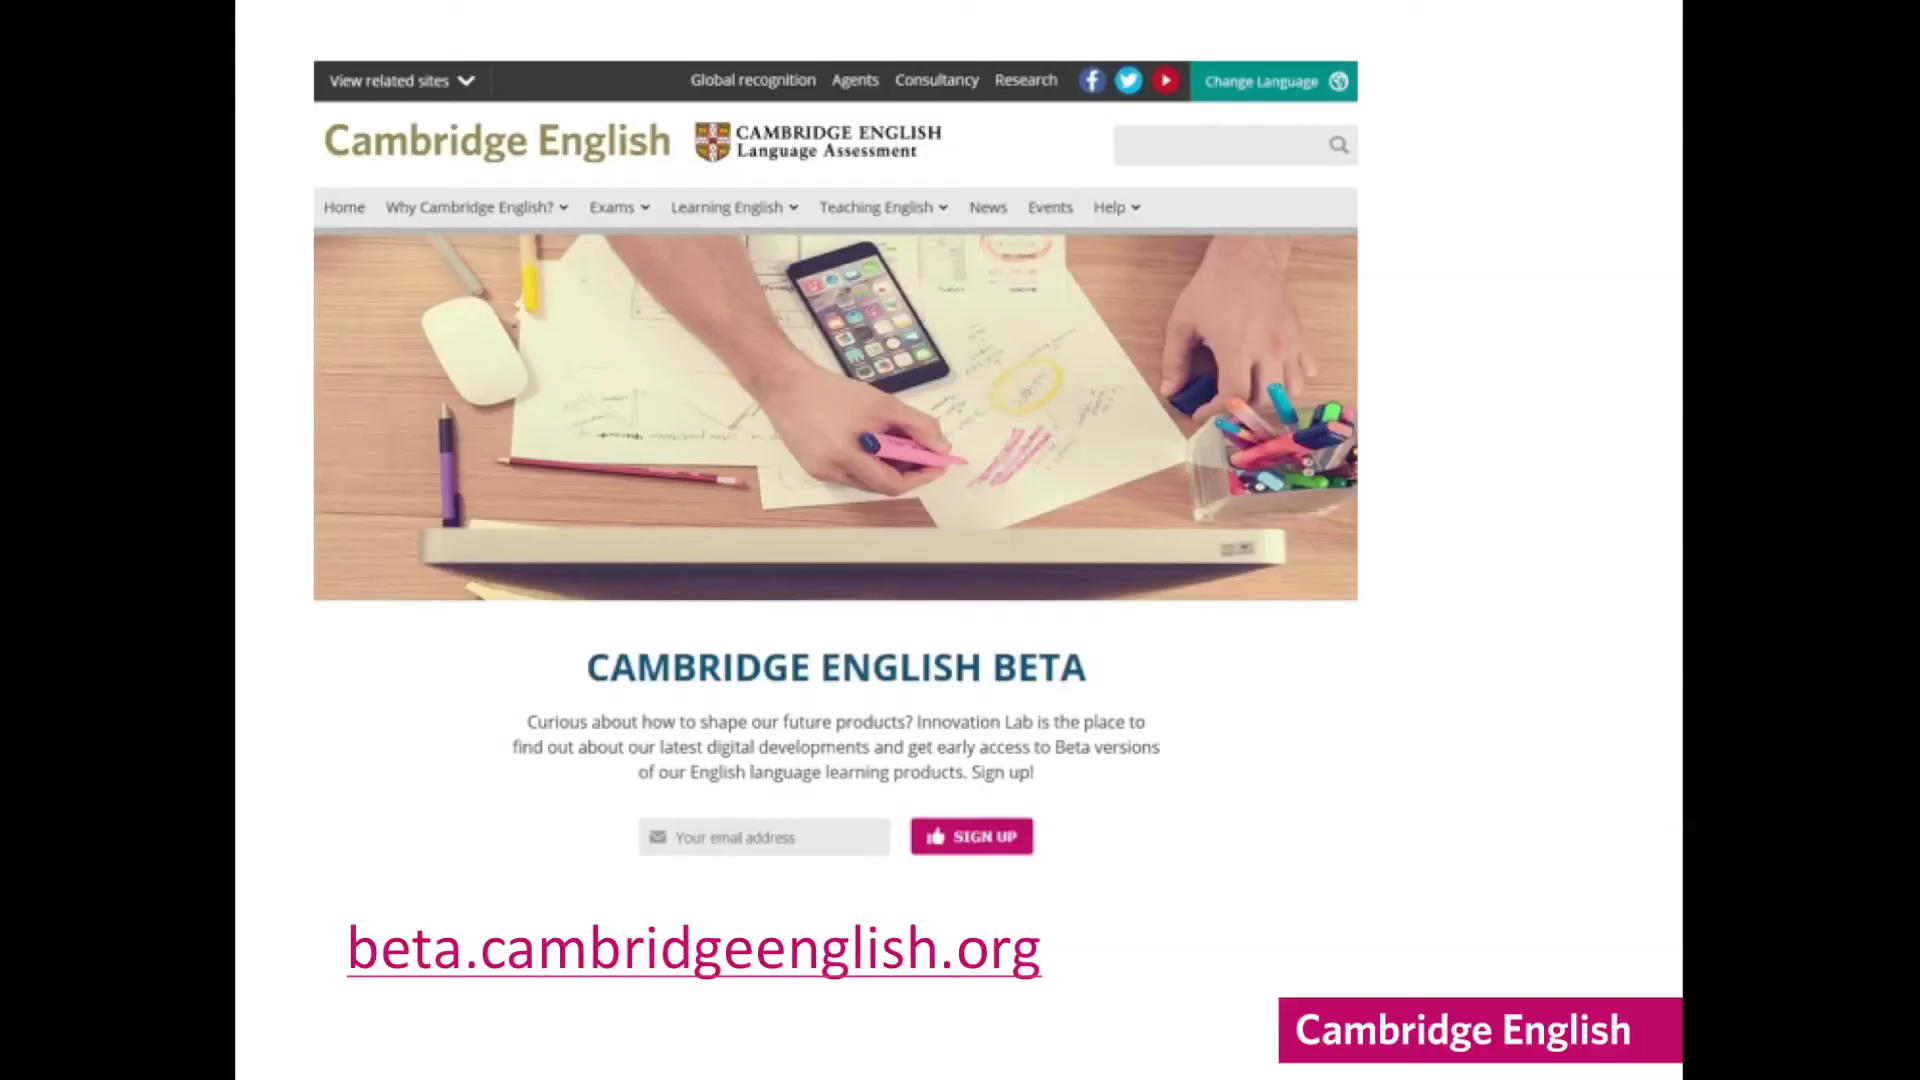 View related sites
Global recognition Agents Consultancy Research
Change Language
Cambridge English
CAMBRIDGE ENGLISH
Language Assessment
Home Why Cambridge English? Exams Learning English Teaching English News Events Help
CAMBRIDGE ENGLISH BETA
Curious about how to shape our future products? Innovation Lab is the place to
find out about our latest digital developments and get early access to Beta versions
of our English language learning products. Sign up!
Your email address
SIGN UP
beta.cambridgeenglish.org
Cambridge English